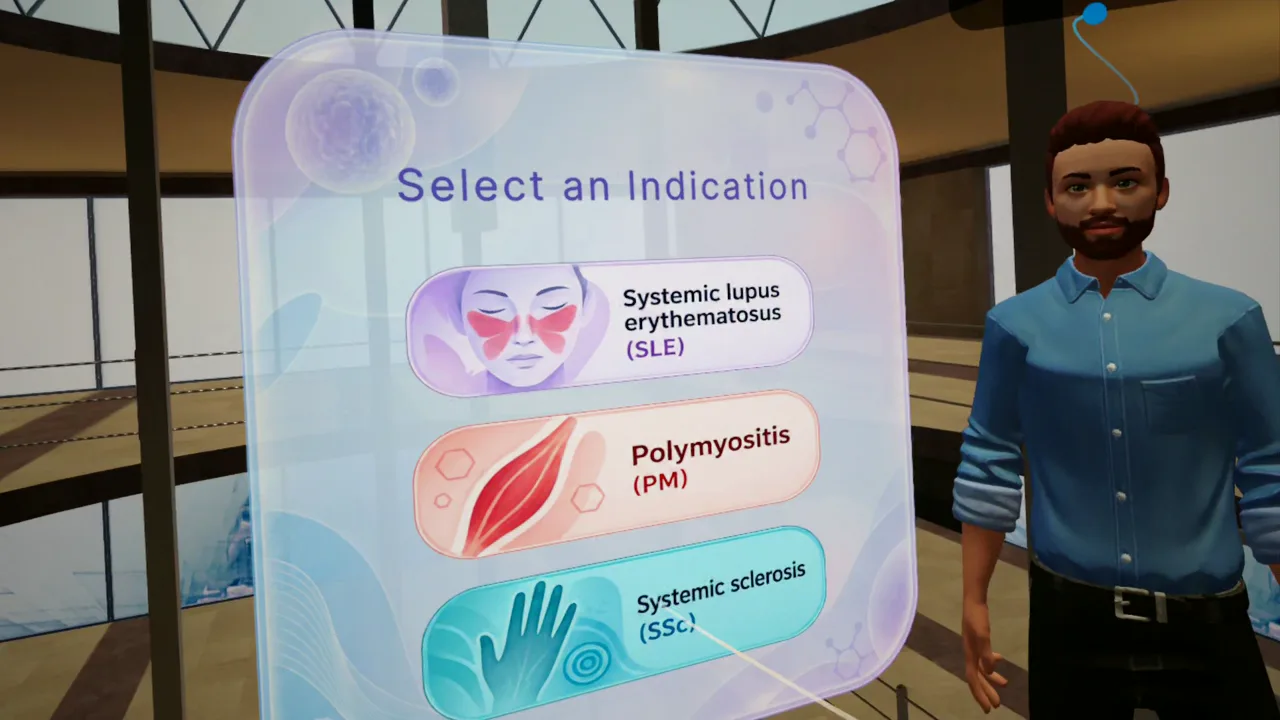 Select an Indication
Systemic lupus
erythematosus
(SLE)
Polymyositis
(PM)
Systemic sclerosis
(SSc)